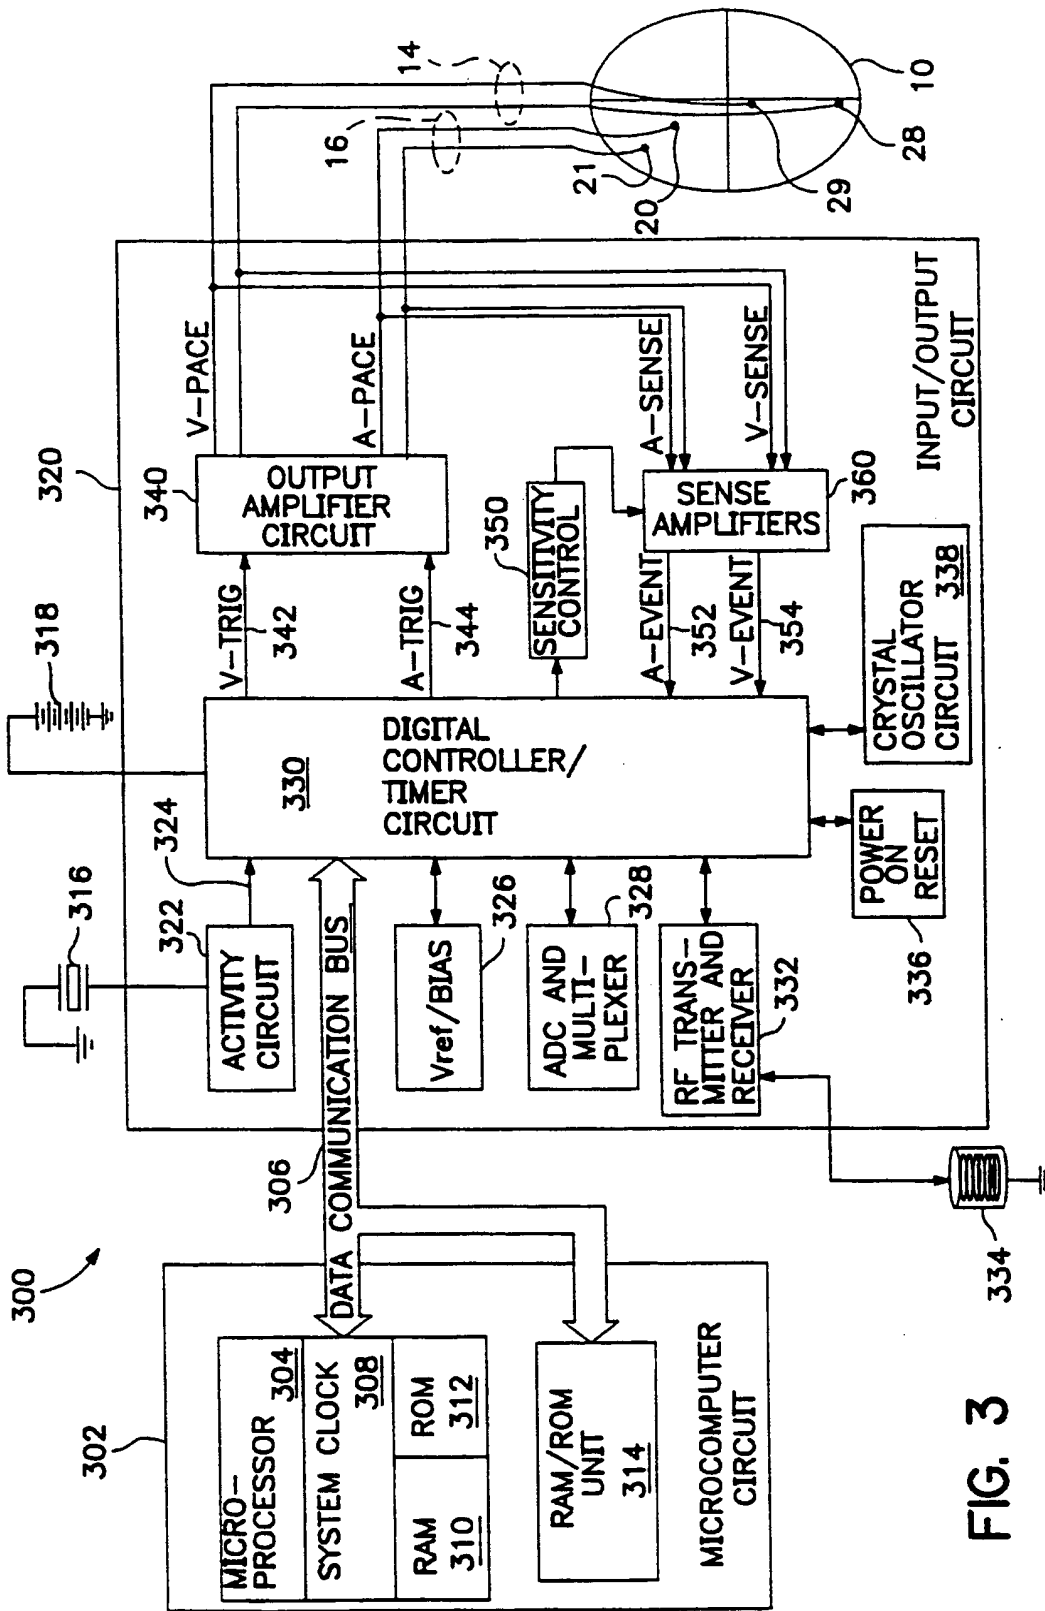 300
302
MICRO-
PROCESSOR
304
SYSTEM CLOCK
308
RAM
310
ROM
312
RAM/ROM
UNIT
314
MICROCOMPUTER
CIRCUIT
306
DATA COMMUNICATION BUS
316
318
320
322
324
ACTIVITY
CIRCUIT
Vref/BIAS
326
ADC AND
MULTI-
PLEXER
328
RF TRANS-
MITTER AND
RECEIVER
332
334
330
DIGITAL
CONTROLLER/
TIMER
CIRCUIT
POWER
ON
RESET
336
CRYSTAL
OSCILLATOR
CIRCUIT
338
V-TRIG
342
A-TRIG
344
340
OUTPUT
AMPLIFIER
CIRCUIT
350
SENSITIVITY
CONTROL
A-EVENT
352
V-EVENT
354
SENSE
AMPLIFIERS
360
V-PACE
A-PACE
A-SENSE
V-SENSE
INPUT/OUTPUT
CIRCUIT
14
16
21
20
29
28
10
FIG. 3